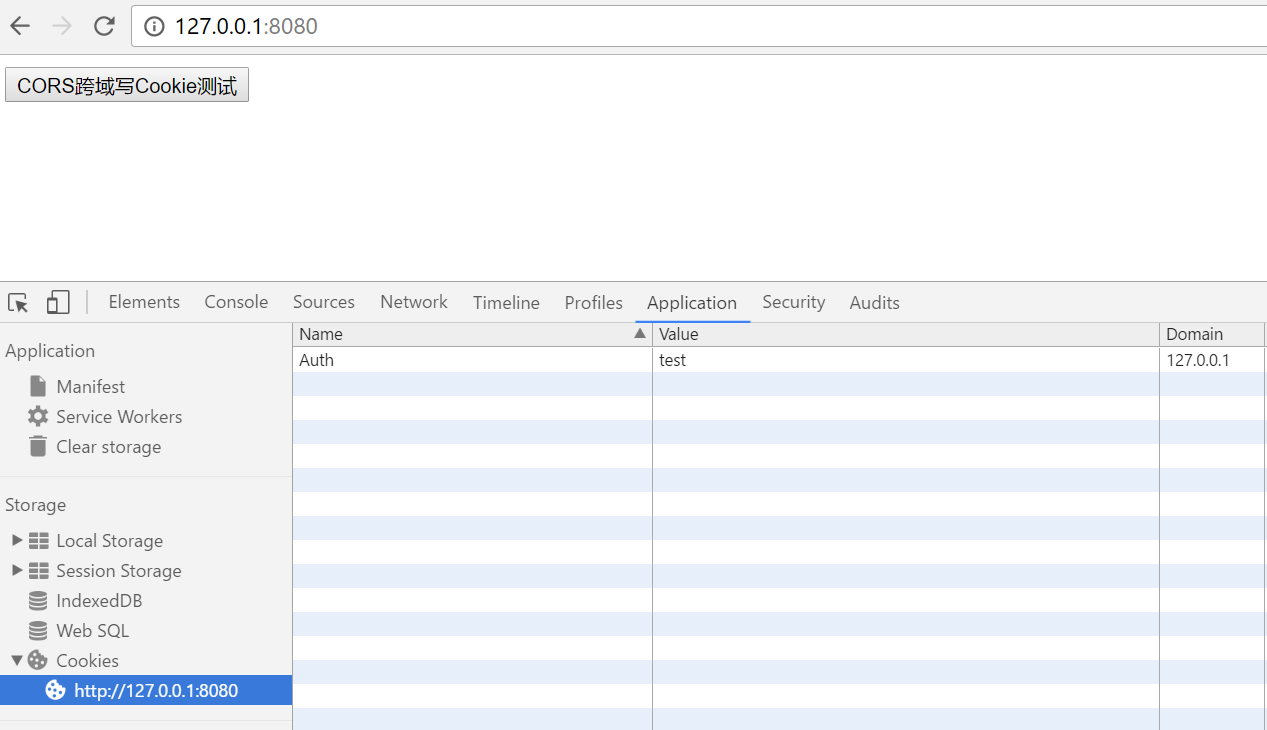 127.0.0.1:8080
CORS跨域写Cookie测试
Elements Console Sources Network Timeline Profiles Application Security Audits
Application
Manifest
Service Workers
Clear storage
Storage
Local Storage
Session Storage
IndexedDB
Web SQL
Cookies
http://127.0.0.1:8080
Name Value Domain
Auth test 127.0.0.1